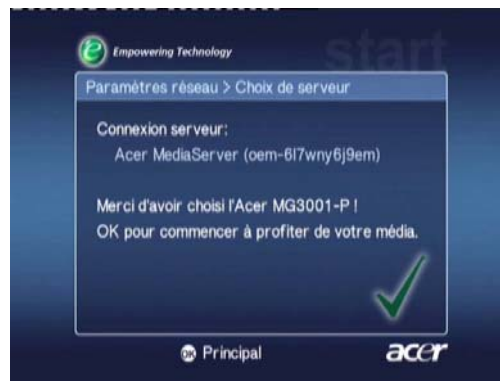 start
Empowering Technology
Paramètres réseau > Choix de serveur
Connexion serveur:
Acer MediaServer (oem-6l7wny6j9em)
Merci d'avoir choisi l'Acer MG3001-P !
OK pour commencer à profiter de votre média.
OK Principal
acer